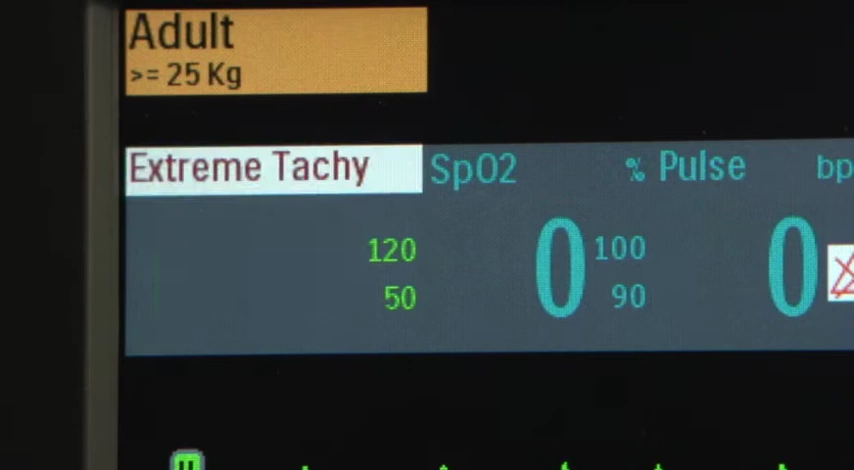 Adult
>= 25 Kg
Extreme Tachy SpO2 % Pulse
120 0 100 0
50 90